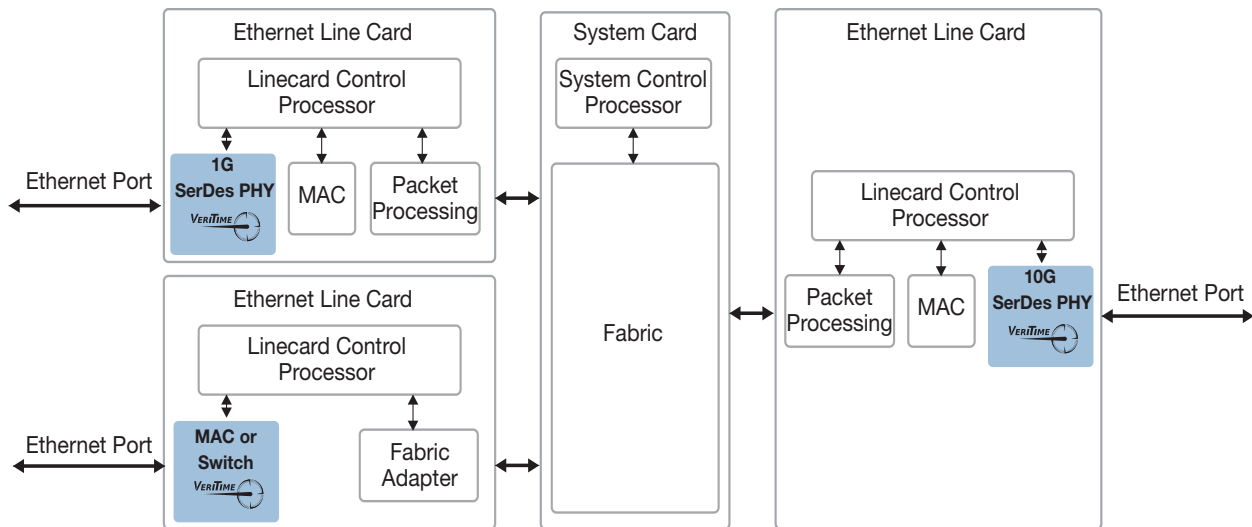 Ethernet Line Card
Linecard Control
Processor
1G
SerDes PHY
VERITIME
MAC
Packet
Processing
Ethernet Port
Ethernet Line Card
Linecard Control
Processor
MAC or
Switch
VERITIME
Fabric
Adapter
Ethernet Port
System Card
System Control
Processor
Fabric
Ethernet Line Card
Linecard Control
Processor
Packet
Processing
MAC
10G
SerDes PHY
VERITIME
Ethernet Port